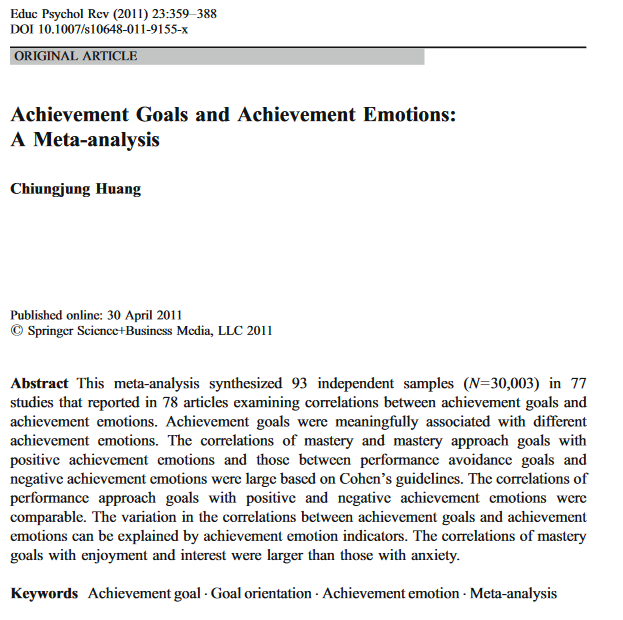 Educ Psychol Rev (2011) 23:359–388
DOI 10.1007/s10648-011-9155-x
ORIGINAL ARTICLE
Achievement Goals and Achievement Emotions:
A Meta-analysis
Chiungjung Huang
Published online: 30 April 2011
© Springer Science+Business Media, LLC 2011
Abstract This meta-analysis synthesized 93 independent samples (N=30,003) in 77
studies that reported in 78 articles examining correlations between achievement goals and
achievement emotions. Achievement goals were meaningfully associated with different
achievement emotions. The correlations of mastery and mastery approach goals with
positive achievement emotions and those between performance avoidance goals and
negative achievement emotions were large based on Cohen's guidelines. The correlations of
performance approach goals with positive and negative achievement emotions were
comparable. The variation in the correlations between achievement goals and achievement
emotions can be explained by achievement emotion indicators. The correlations of mastery
goals with enjoyment and interest were larger than those with anxiety.
Keywords Achievement goal · Goal orientation · Achievement emotion · Meta-analysis